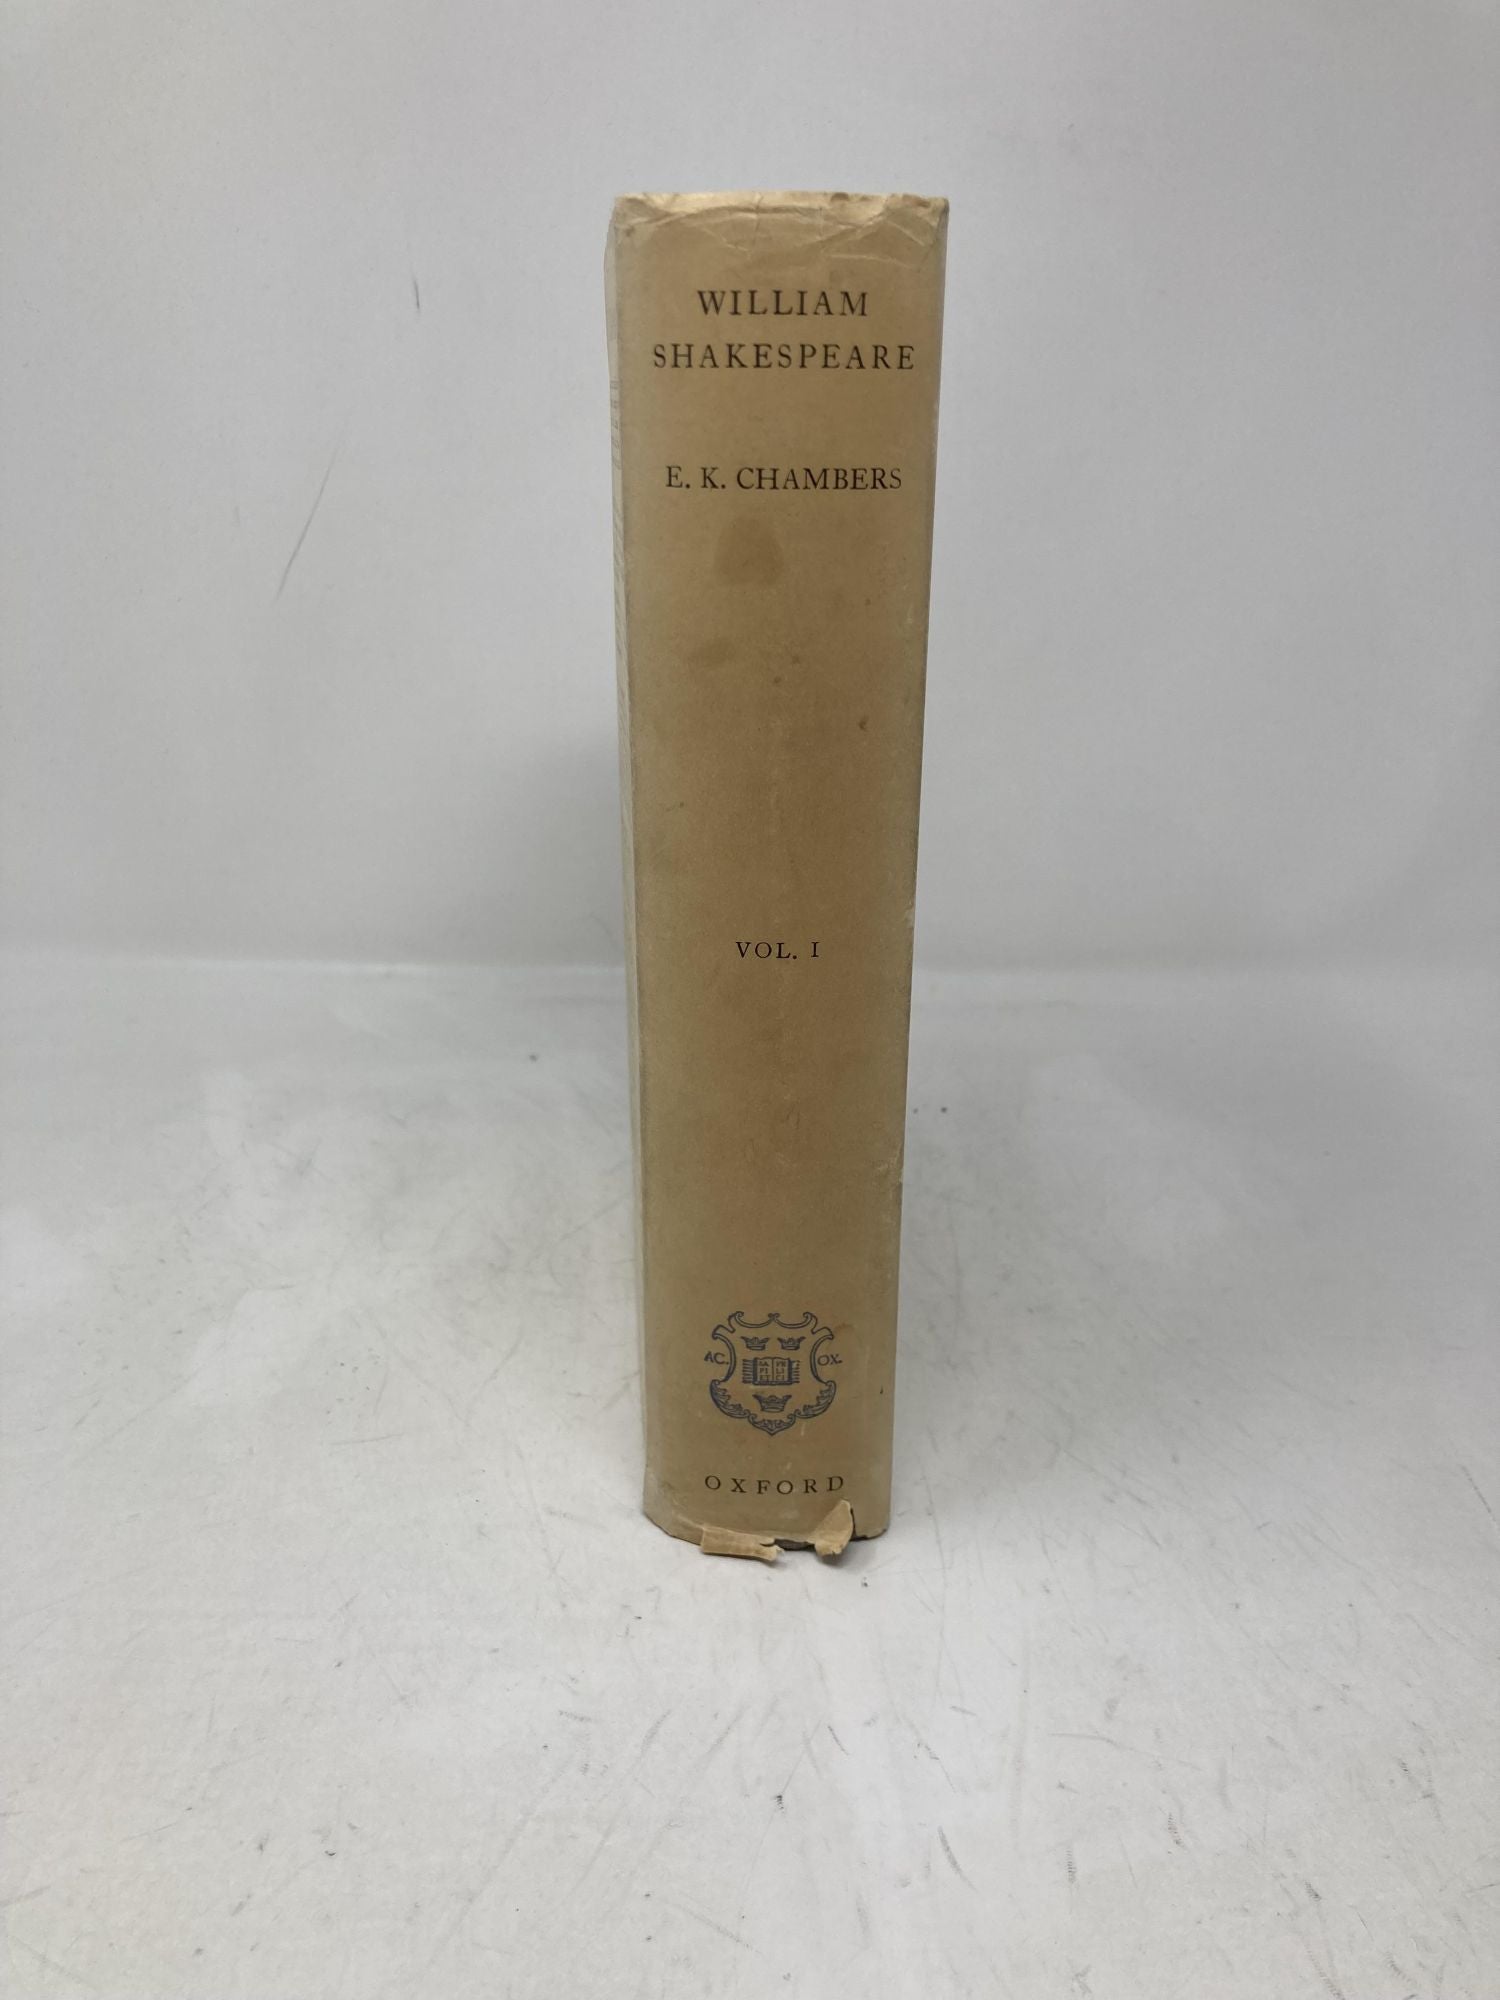 WILLIAM
SHAKESPEARE
E. K. CHAMBERS
VOL. I
AC. OX.
OXFORD